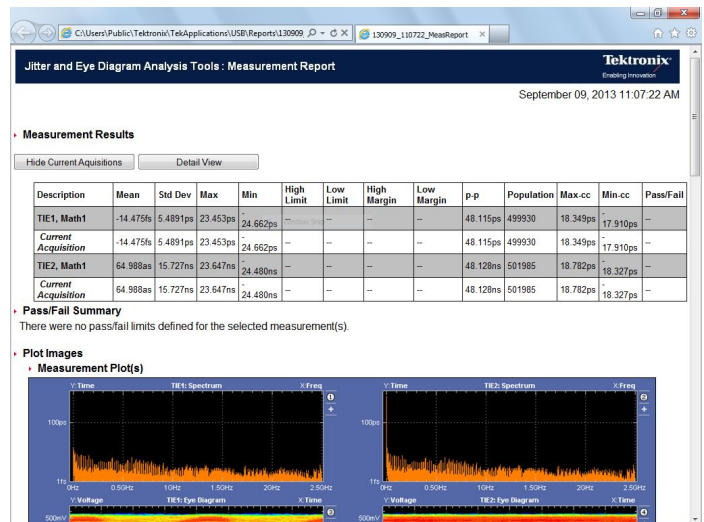 C:\Users\Public\Tektronix\TekApplications\USB\Reports\130909_
130909_110722_MeasReport
Jitter and Eye Diagram Analysis Tools : Measurement Report
Tektronix
Enabling Innovation
September 09, 2013 11:07:22 AM
Measurement Results
Hide Current Aquisitions Detail View
Description Mean Std Dev Max Min High Limit Low Limit High Margin Low Margin p-p Population Max-cc Min-cc Pass/Fail
TIE1, Math1 -14.475fs 5.4891ps 23.453ps -24.662ps -- -- -- -- 48.115ps 499930 18.349ps -17.910ps --
Current Acquisition -14.475fs 5.4891ps 23.453ps -24.662ps -- -- -- -- 48.115ps 499930 18.349ps -17.910ps --
TIE2, Math1 64.988as 15.727ns 23.647ns -24.480ns -- -- -- -- 48.128ns 501985 18.782ps -18.327ps --
Current Acquisition 64.988as 15.727ns 23.647ns -24.480ns -- -- -- -- 48.128ns 501985 18.782ps -18.327ps --
Pass/Fail Summary
There were no pass/fail limits defined for the selected measurement(s).
Plot Images
Measurement Plot(s)
Y:Time TIE1: Spectrum X:Freq 1
100ps
1fs
0Hz 0.50Hz 1GHz 1.50Hz 20Hz 2.50Hz
Y:Time TIE2: Spectrum X:Freq 2
100ps
1fs
0Hz 0.50Hz 1GHz 1.50Hz 20Hz 2.50Hz
Y:Voltage TIE1: Eye Diagram X:Time 3
500mV
Y:Voltage TIE2: Eye Diagram X:Time 4
500mV